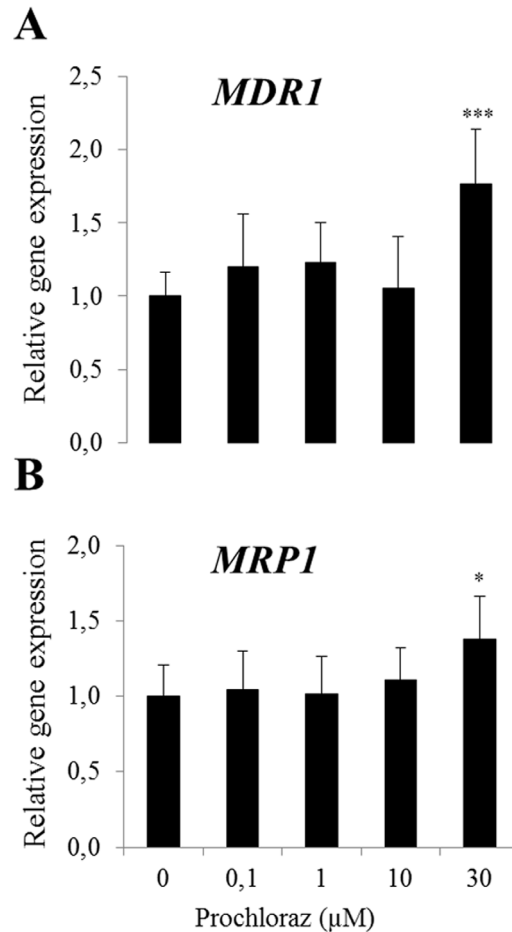 A
MDR1
Relative gene expression
2,5
2,0
1,5
1,0
0,5
0,0
***
B
MRP1
Relative gene expression
2,0
1,5
1,0
0,5
0,0
*
0 0,1 1 10 30
Prochloraz (µM)